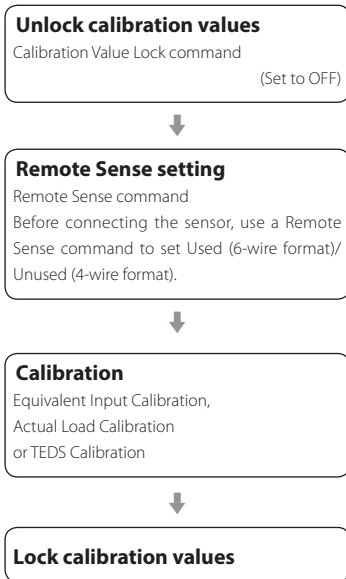 Unlock calibration values
Calibration Value Lock command
(Set to OFF)
Remote Sense setting
Remote Sense command
Before connecting the sensor, use a Remote
Sense command to set Used (6-wire format)/
Unused (4-wire format).
Calibration
Equivalent Input Calibration,
Actual Load Calibration
or TEDS Calibration
Lock calibration values